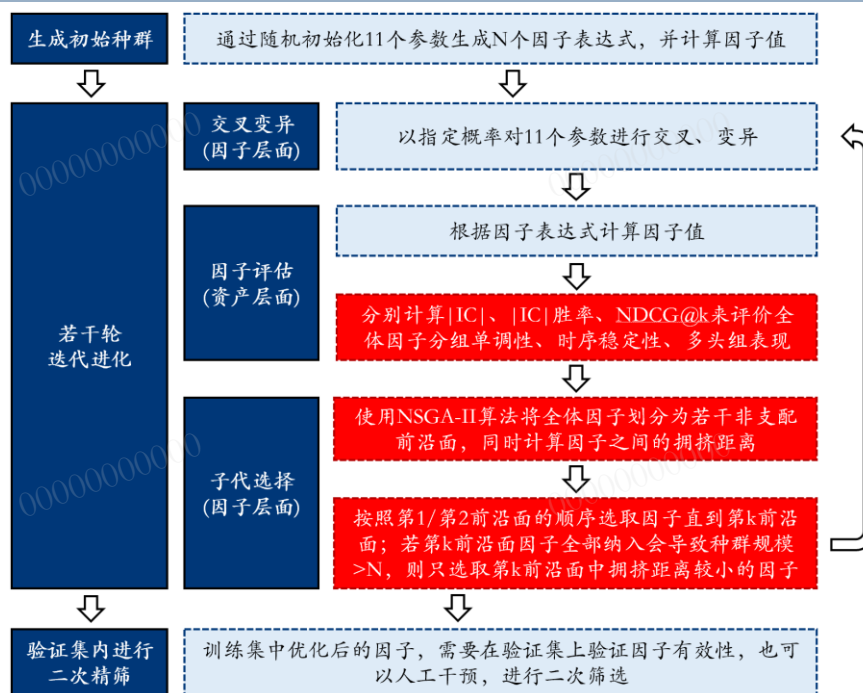 生成初始种群
通过随机初始化11个参数生成N个因子表达式，并计算因子值
若干轮
迭代进化
交叉变异
(因子层面)
以指定概率对11个参数进行交叉、变异
因子评估
(资产层面)
根据因子表达式计算因子值
分别计算|IC|、|IC|胜率、NDCG@k来评价全
体因子分组单调性、时序稳定性、多头组表现
子代选择
(因子层面)
使用NSGA-II算法将全体因子划分为若干非支配
前沿面，同时计算因子之间的拥挤距离
按照第1/第2前沿面的顺序选取因子直到第k前沿
面；若第k前沿面因子全部纳入会导致种群规模
>N，则只选取第k前沿面中拥挤距离较小的因子
验证集内进行
二次精筛
训练集中优化后的因子，需要在验证集上验证因子有效性，也可
以人工干预，进行二次筛选
00000000000
00000000000
00000000000
00000000000